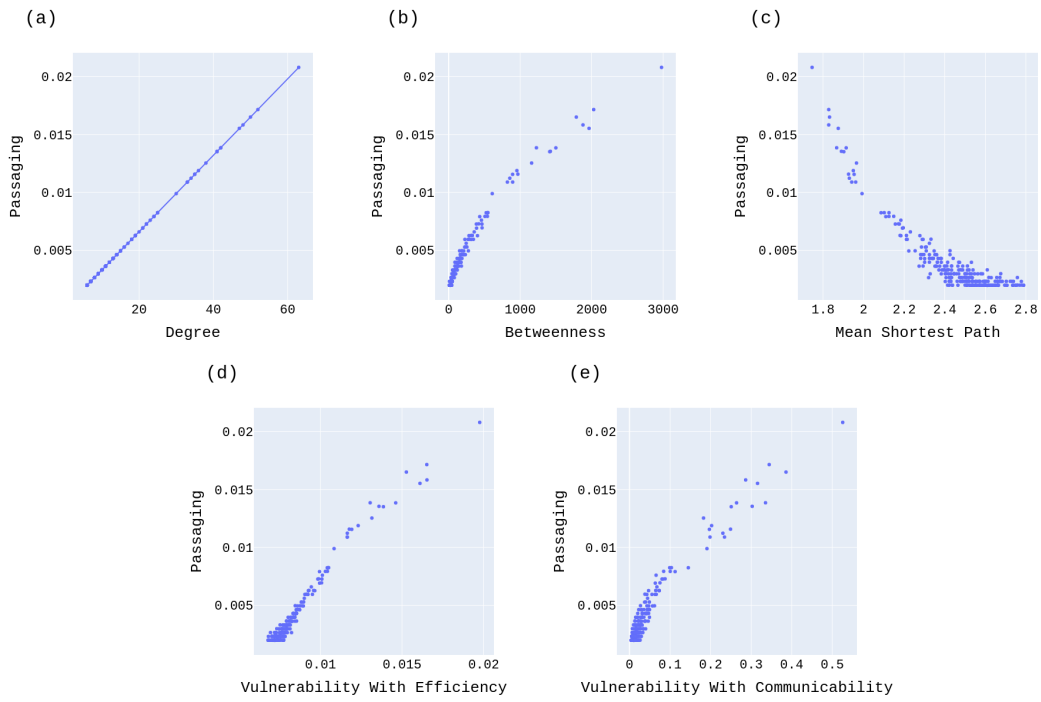 (a)
(b)
(c)
0.02
0.015
0.01
0.005
Passaging
20
40
60
Degree
0.02
0.015
0.01
0.005
Passaging
0
1000
2000
3000
Betweenness
0.02
0.015
0.01
0.005
Passaging
1.8
2
2.2
2.4
2.6
2.8
Mean Shortest Path
(d)
(e)
0.02
0.015
0.01
0.005
Passaging
0.01
0.015
0.02
Vulnerability With Efficiency
0.02
0.015
0.01
0.005
Passaging
0
0.1
0.2
0.3
0.4
0.5
Vulnerability With Communicability